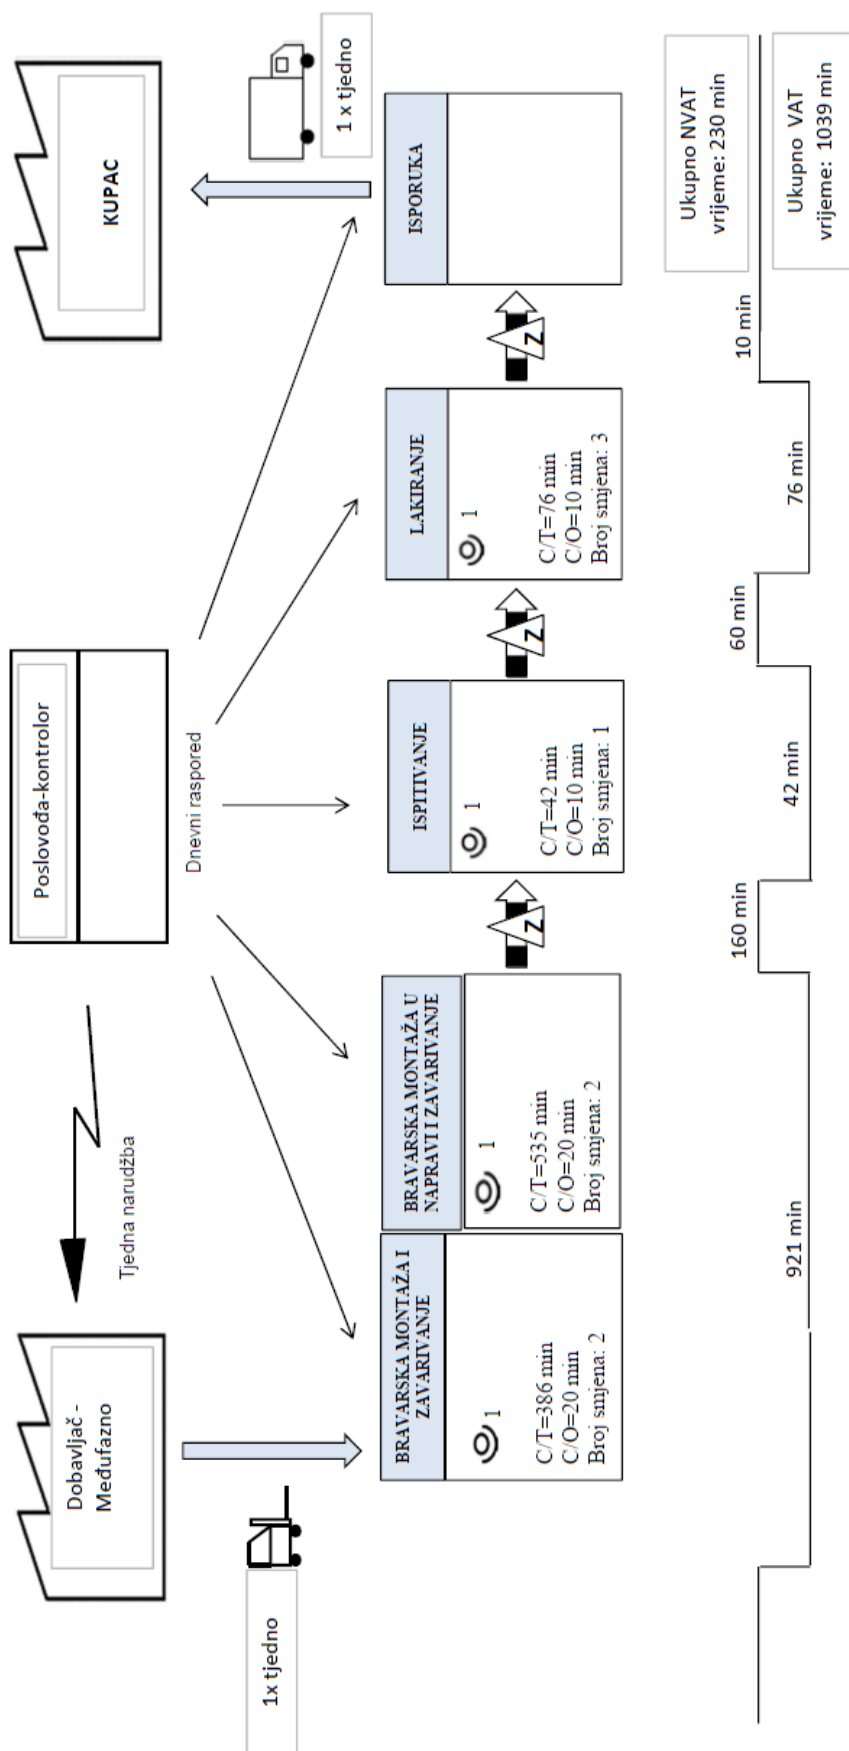 Dobavljač -
Međufazno
Tjedna narudžba
Poslovođa-kontrolor
Dnevni raspored
KUPAC
1x tjedno
1 x tjedno
BRAVARSKA MONTAŽA I
ZAVARIVANJE
1
C/T=386 min
C/O=20 min
Broj smjena: 2
BRAVARSKA MONTAŽA U
NAPRAVI I ZAVARIVANJE
1
C/T=535 min
C/O=20 min
Broj smjena: 2
Z
ISPITIVANJE
1
C/T=42 min
C/O=10 min
Broj smjena: 1
Z
LAKIRANJE
1
C/T=76 min
C/O=10 min
Broj smjena: 3
Z
ISPORUKA
921 min
160 min
42 min
60 min
76 min
10 min
Ukupno NVAT
vrijeme: 230 min
Ukupno VAT
vrijeme: 1039 min